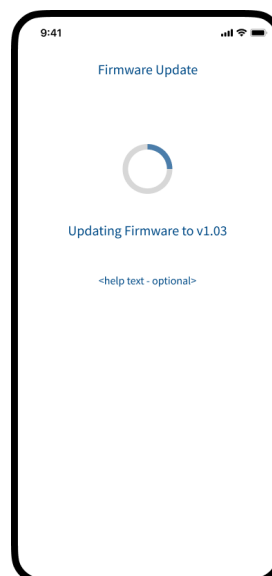 9:41
Firmware Update
Updating Firmware to v1.03
<help text - optional>